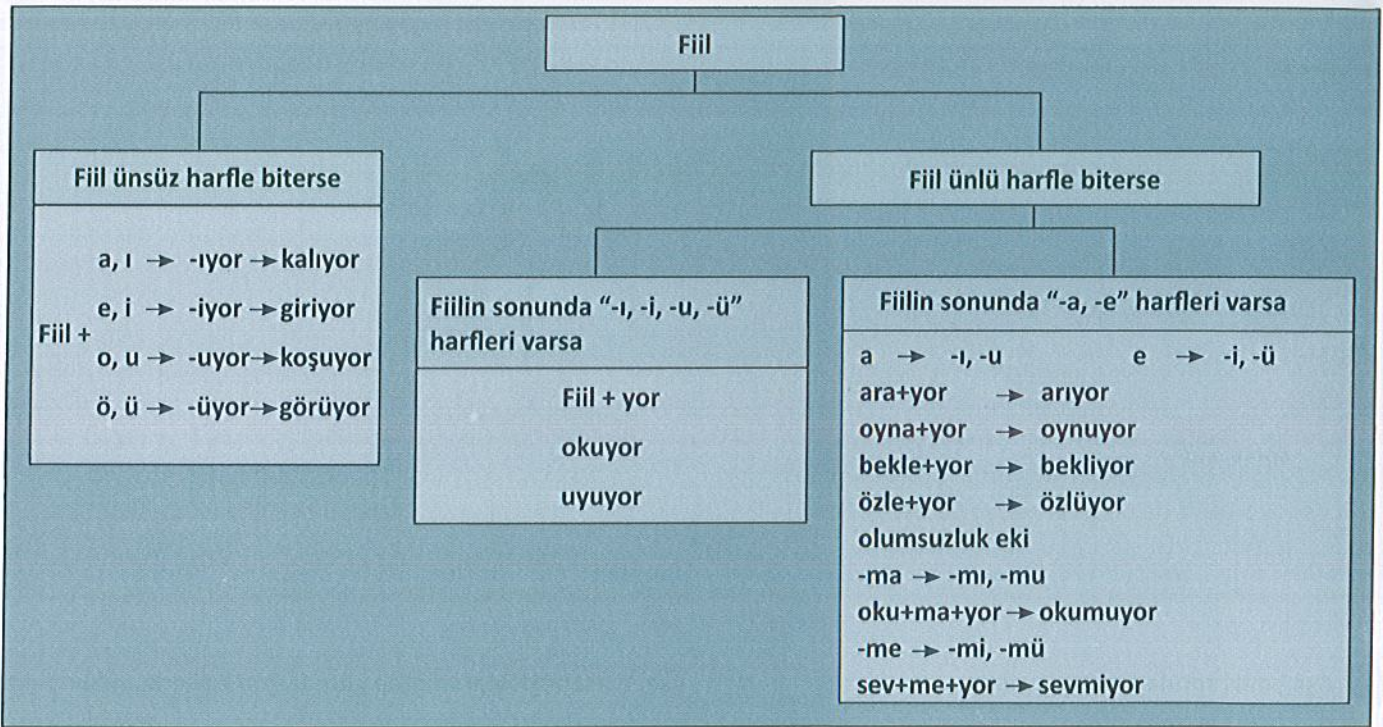 Fiil
Fiil ünsüz harfle biterse
Fiil +
a, ı → -ıyor → kalıyor
e, i → -iyor → giriyor
o, u → -uyor → koşuyor
ö, ü → -üyor → görüyor
Fiil ünlü harfle biterse
Fiilin sonunda “-ı, -i, -u, -ü”
harfleri varsa
Fiil + yor
okuyor
uyuyor
Fiilin sonunda “-a, -e” harfleri varsa
a → -ı, -u e → -i, -ü
ara+yor → arıyor
oyna+yor → oynuyor
bekle+yor → bekliyor
özle+yor → özlüyor
olumsuzluk eki
-ma → -mı, -mu
oku+ma+yor → okumuyor
-me → -mi, -mü
sev+me+yor → sevmiyor